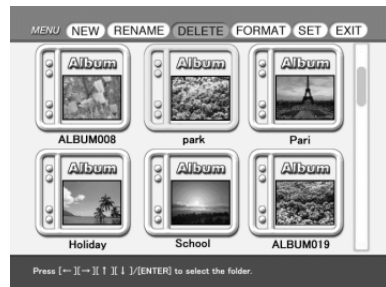 MENU NEW RENAME DELETE FORMAT SET EXIT
Album Album Album
ALBUM008 park Pari
Album Album Album
Holiday School ALBUM019
Press [←][→][↑][↓]/[ENTER] to select the folder.